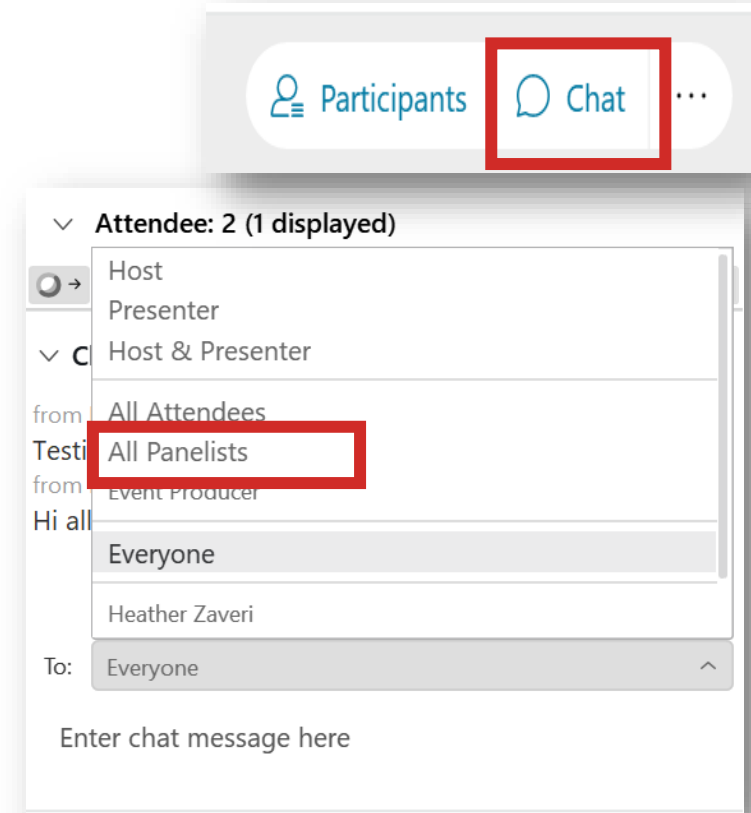 Participants Chat ...
Attendee: 2 (1 displayed)
Host
Presenter
Host & Presenter
from All Attendees
Testi All Panelists
from Event Producer
Hi all
Everyone
Heather Zaveri
To: Everyone
Enter chat message here